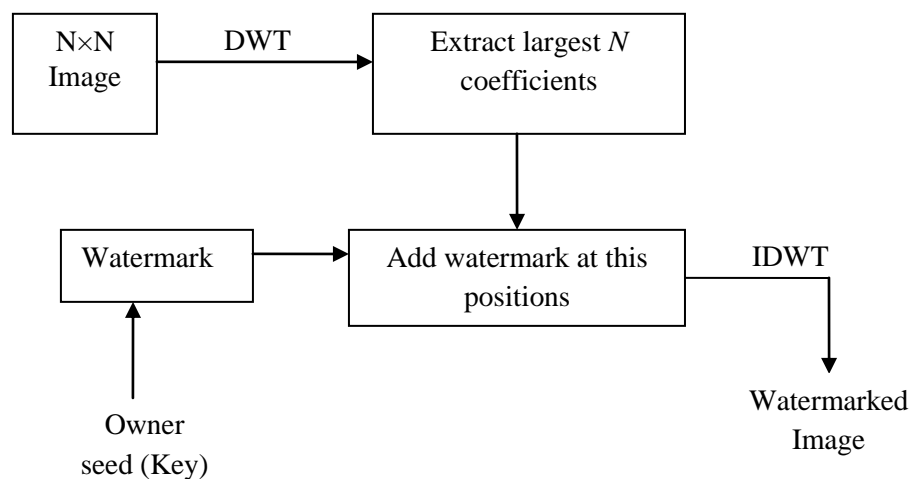 N×N
Image
DWT
Extract largest N
coefficients
Watermark
Add watermark at this
positions
IDWT
Owner
seed (Key)
Watermarked
Image